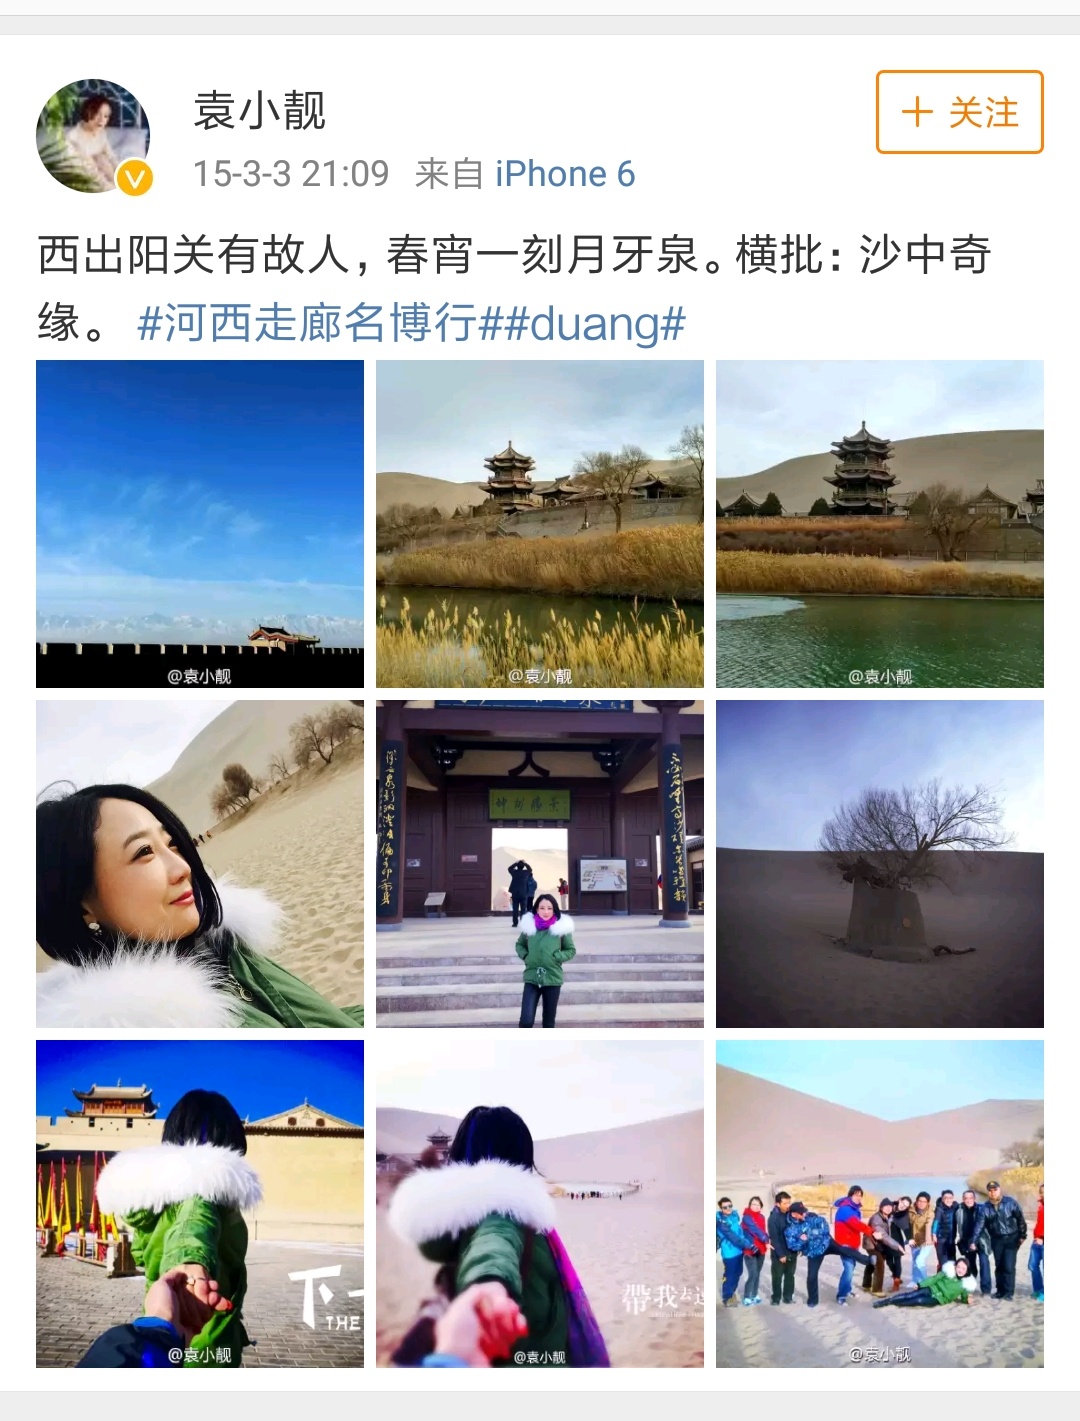 袁小靓
+ 关注
15-3-3 21:09 来自 iPhone 6
西出阳关有故人，春宵一刻月牙泉。横批：沙中奇
缘。#河西走廊名博行##duang#
@袁小靓
@袁小靓
@袁小靓
下一
THE
@袁小靓
帶我去
@袁小靓
@袁小靓